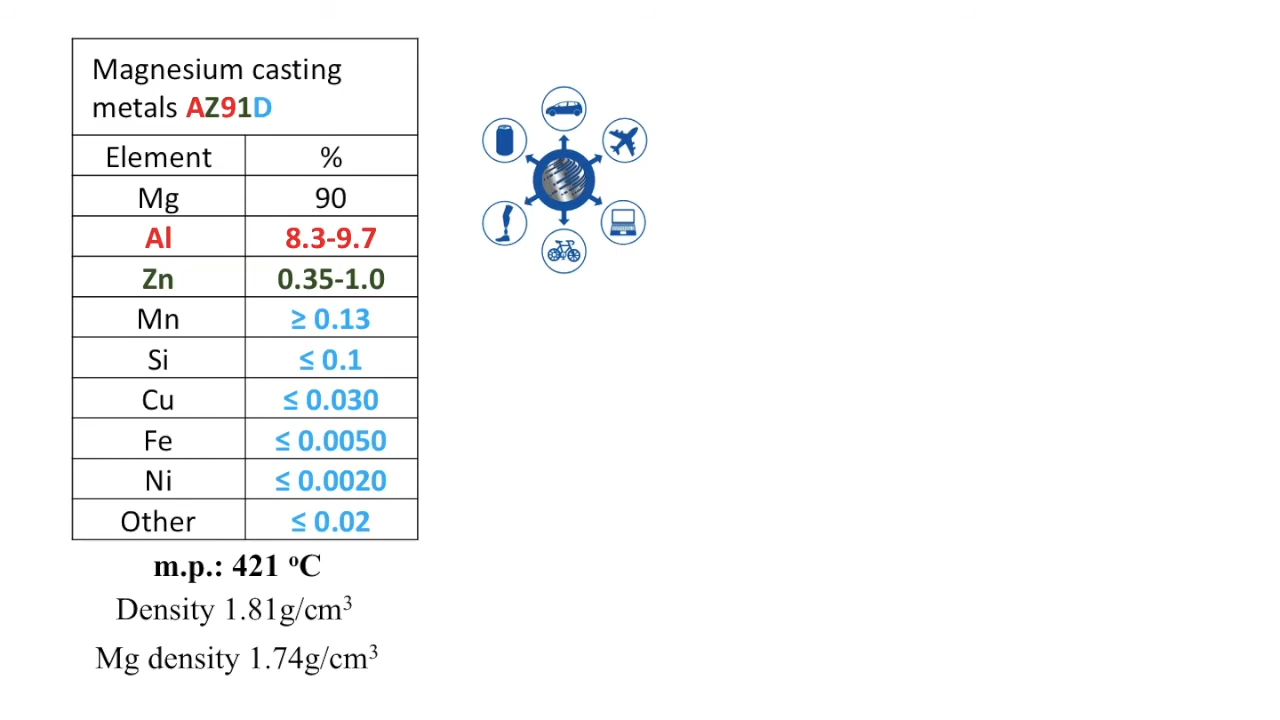 Magnesium casting
metals AZ91D
Element %
Mg 90
Al 8.3-9.7
Zn 0.35-1.0
Mn ≥ 0.13
Si ≤ 0.1
Cu ≤ 0.030
Fe ≤ 0.0050
Ni ≤ 0.0020
Other ≤ 0.02
m.p.: 421 ºC
Density 1.81g/cm³
Mg density 1.74g/cm³